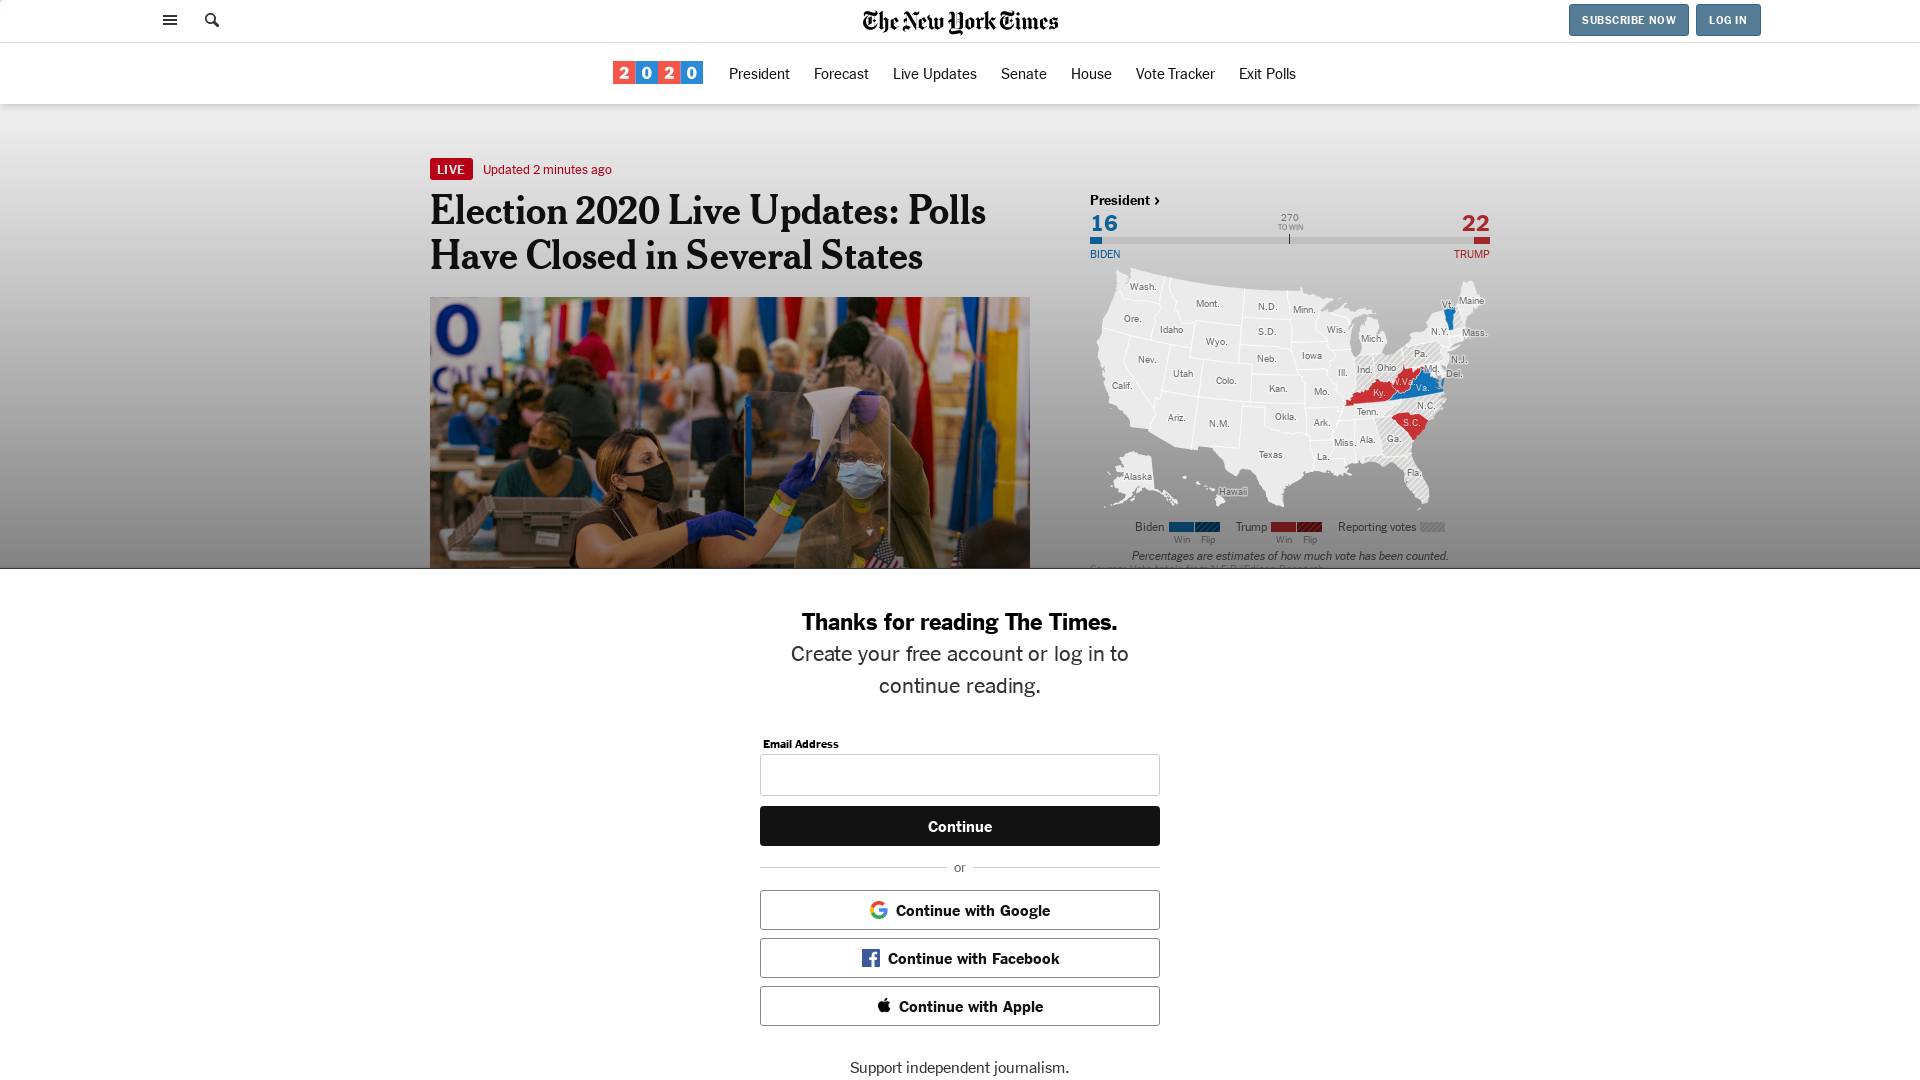 The New York Times
SUBSCRIBE NOW
LOG IN
2020
President
Forecast
Live Updates
Senate
House
Vote Tracker
Exit Polls
LIVE
Updated 2 minutes ago
Election 2020 Live Updates: Polls
Have Closed in Several States
President ›
16
270
TO WIN
22
BIDEN
TRUMP
Wash.
Mont.
N.D.
Minn.
Vt.
Maine
Ore.
Idaho
S.D.
Wis.
Mich.
N.Y.
Mass.
Wyo.
Nev.
Neb.
Iowa
Pa.
N.J.
Utah
Colo.
Ill.
Ind.
Ohio
Md.
Del.
Calif.
Kan.
Mo.
Ky.
W.Va.
Va.
Ariz.
N.M.
Okla.
Ark.
Tenn.
N.C.
S.C.
Texas
La.
Miss.
Ala.
Ga.
Alaska
Hawaii
Fla.
Biden
Trump
Reporting votes
Win
Flip
Win
Flip
Percentages are estimates of how much vote has been counted.
Thanks for reading The Times.
Create your free account or log in to
continue reading.
Email Address
Continue
or
Continue with Google
Continue with Facebook
Continue with Apple
Support independent journalism.